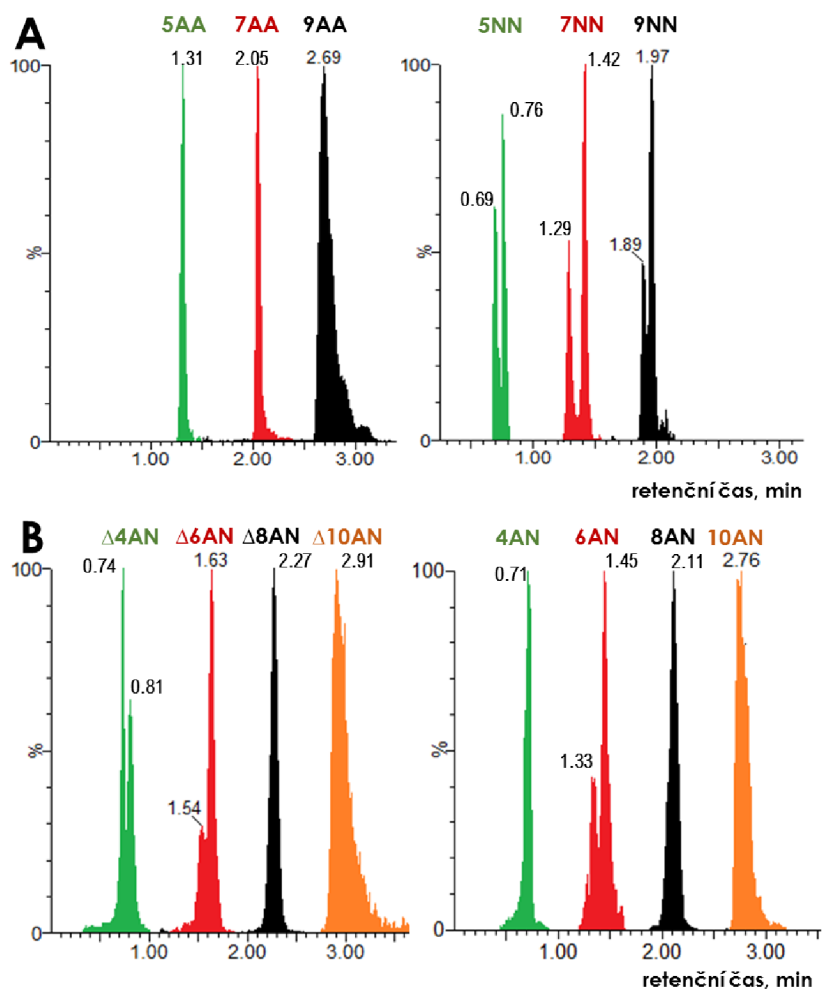 A
5AA 7AA 9AA
1.31 2.05 2.69
100
%
0
1.00 2.00 3.00
5NN 7NN 9NN
1.97
1.42
100
0.76
0.69
1.29
1.89
%
0
1.00 2.00 3.00
retenční čas, min
B
Δ4AN Δ6AN Δ8AN Δ10AN
0.74 1.63 2.27 2.91
100
0.81
1.54
%
0
1.00 2.00 3.00
4AN 6AN 8AN 10AN
0.71 1.45 2.11 2.76
100
1.33
%
0
1.00 2.00 3.00
retenční čas, min